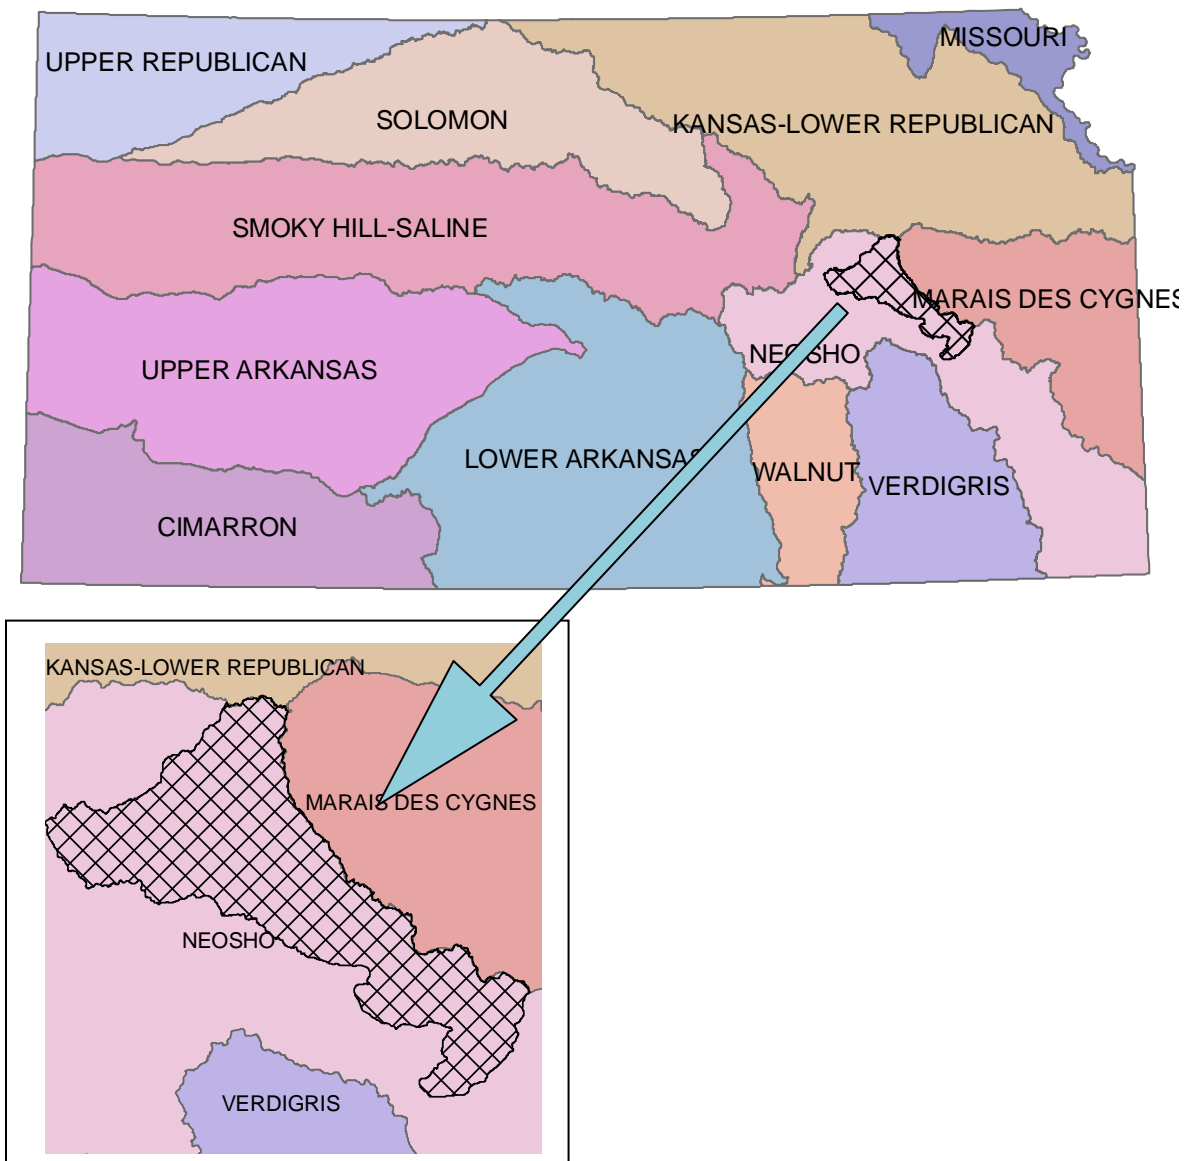 MISSOURI
UPPER REPUBLICAN
SOLOMON
KANSAS-LOWER REPUBLICAN
SMOKY HILL-SALINE
MARAIS DES CYGNES
NEOSHO
UPPER ARKANSAS
LOWER ARKANSAS
WALNUT
VERDIGRIS
CIMARRON
KANSAS-LOWER REPUBLICAN
MARAIS DES CYGNES
NEOSHO
VERDIGRIS